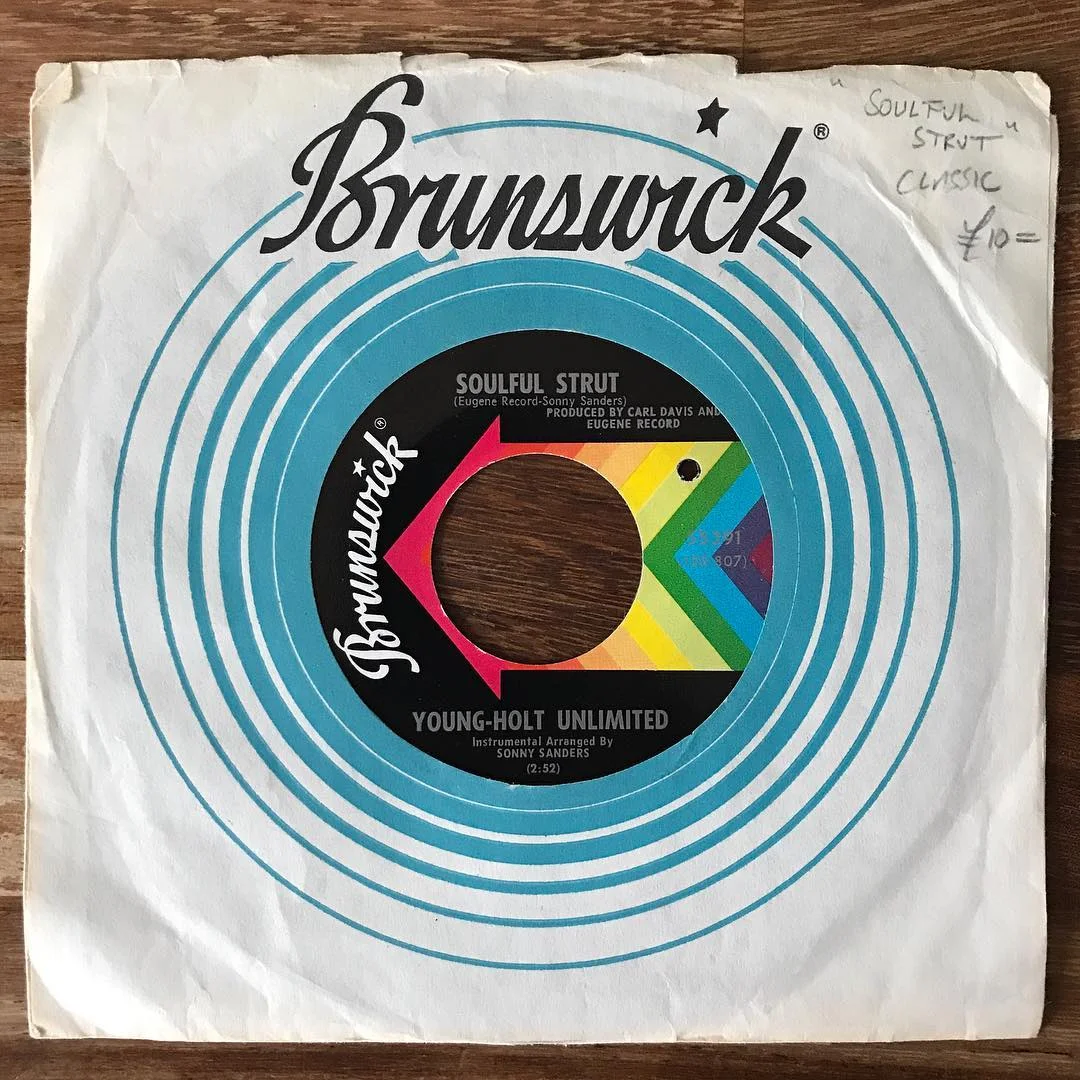 Brunswick®
" SOULFUL
STRUT "
CLASSIC
£10=
SOULFUL STRUT
(Eugene Record-Sonny Sanders)
PRODUCED BY CARL DAVIS AND
EUGENE RECORD
Brunswick®
YOUNG-HOLT UNLIMITED
Instrumental Arranged By
SONNY SANDERS
(2:52)